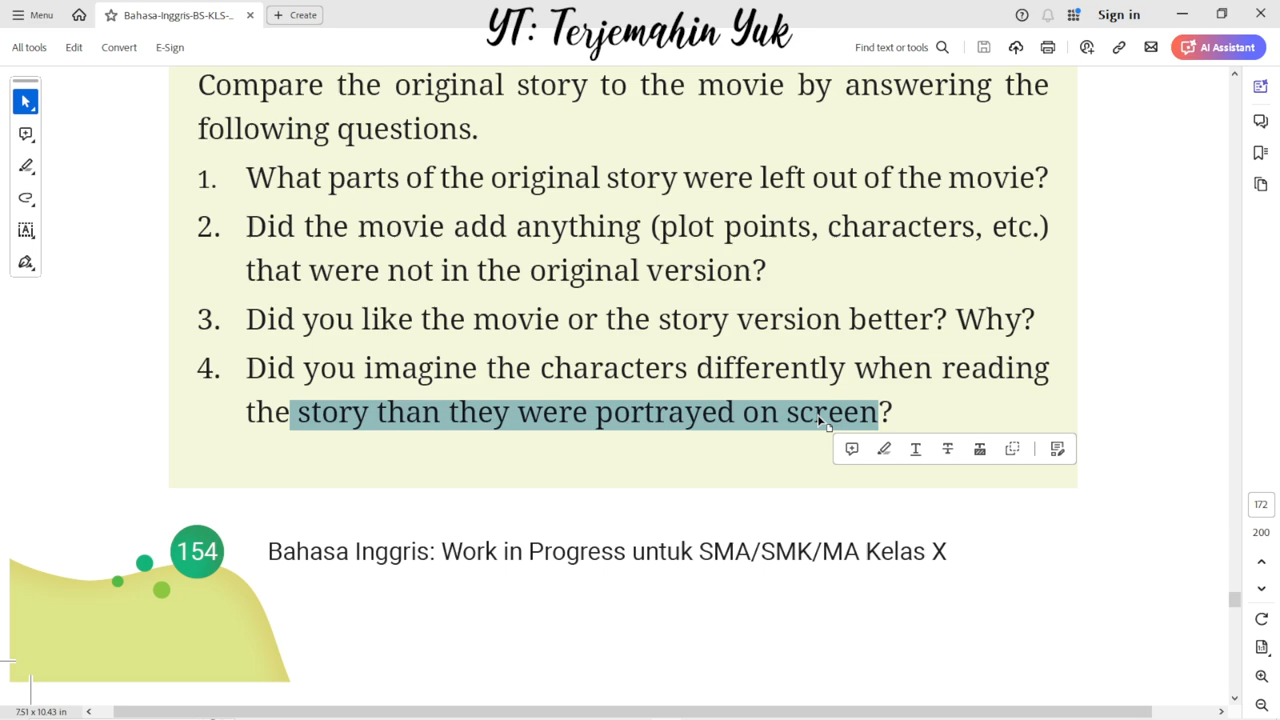 Menu
Bahasa-Inggris-BS-KLS-...
Create
YT: Terjemahin Yuk
Sign in
All tools
Edit
Convert
E-Sign
Find text or tools
AI Assistant
Compare the original story to the movie by answering the
following questions.
1. What parts of the original story were left out of the movie?
2. Did the movie add anything (plot points, characters, etc.)
that were not in the original version?
3. Did you like the movie or the story version better? Why?
4. Did you imagine the characters differently when reading
the story than they were portrayed on screen?
172
200
154
Bahasa Inggris: Work in Progress untuk SMA/SMK/MA Kelas X
7.51 x 10.43 in